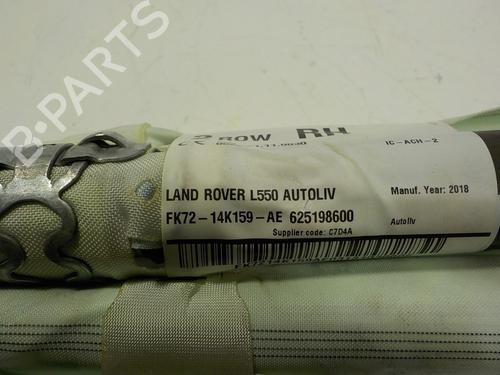 ROW RH
IC-ACH-2
LAND ROVER L550 AUTOLIV
Manuf. Year: 2018
FK72-14K159-AE 625198600
Autoliv
Supplier code: C7D4A
B-PARTS